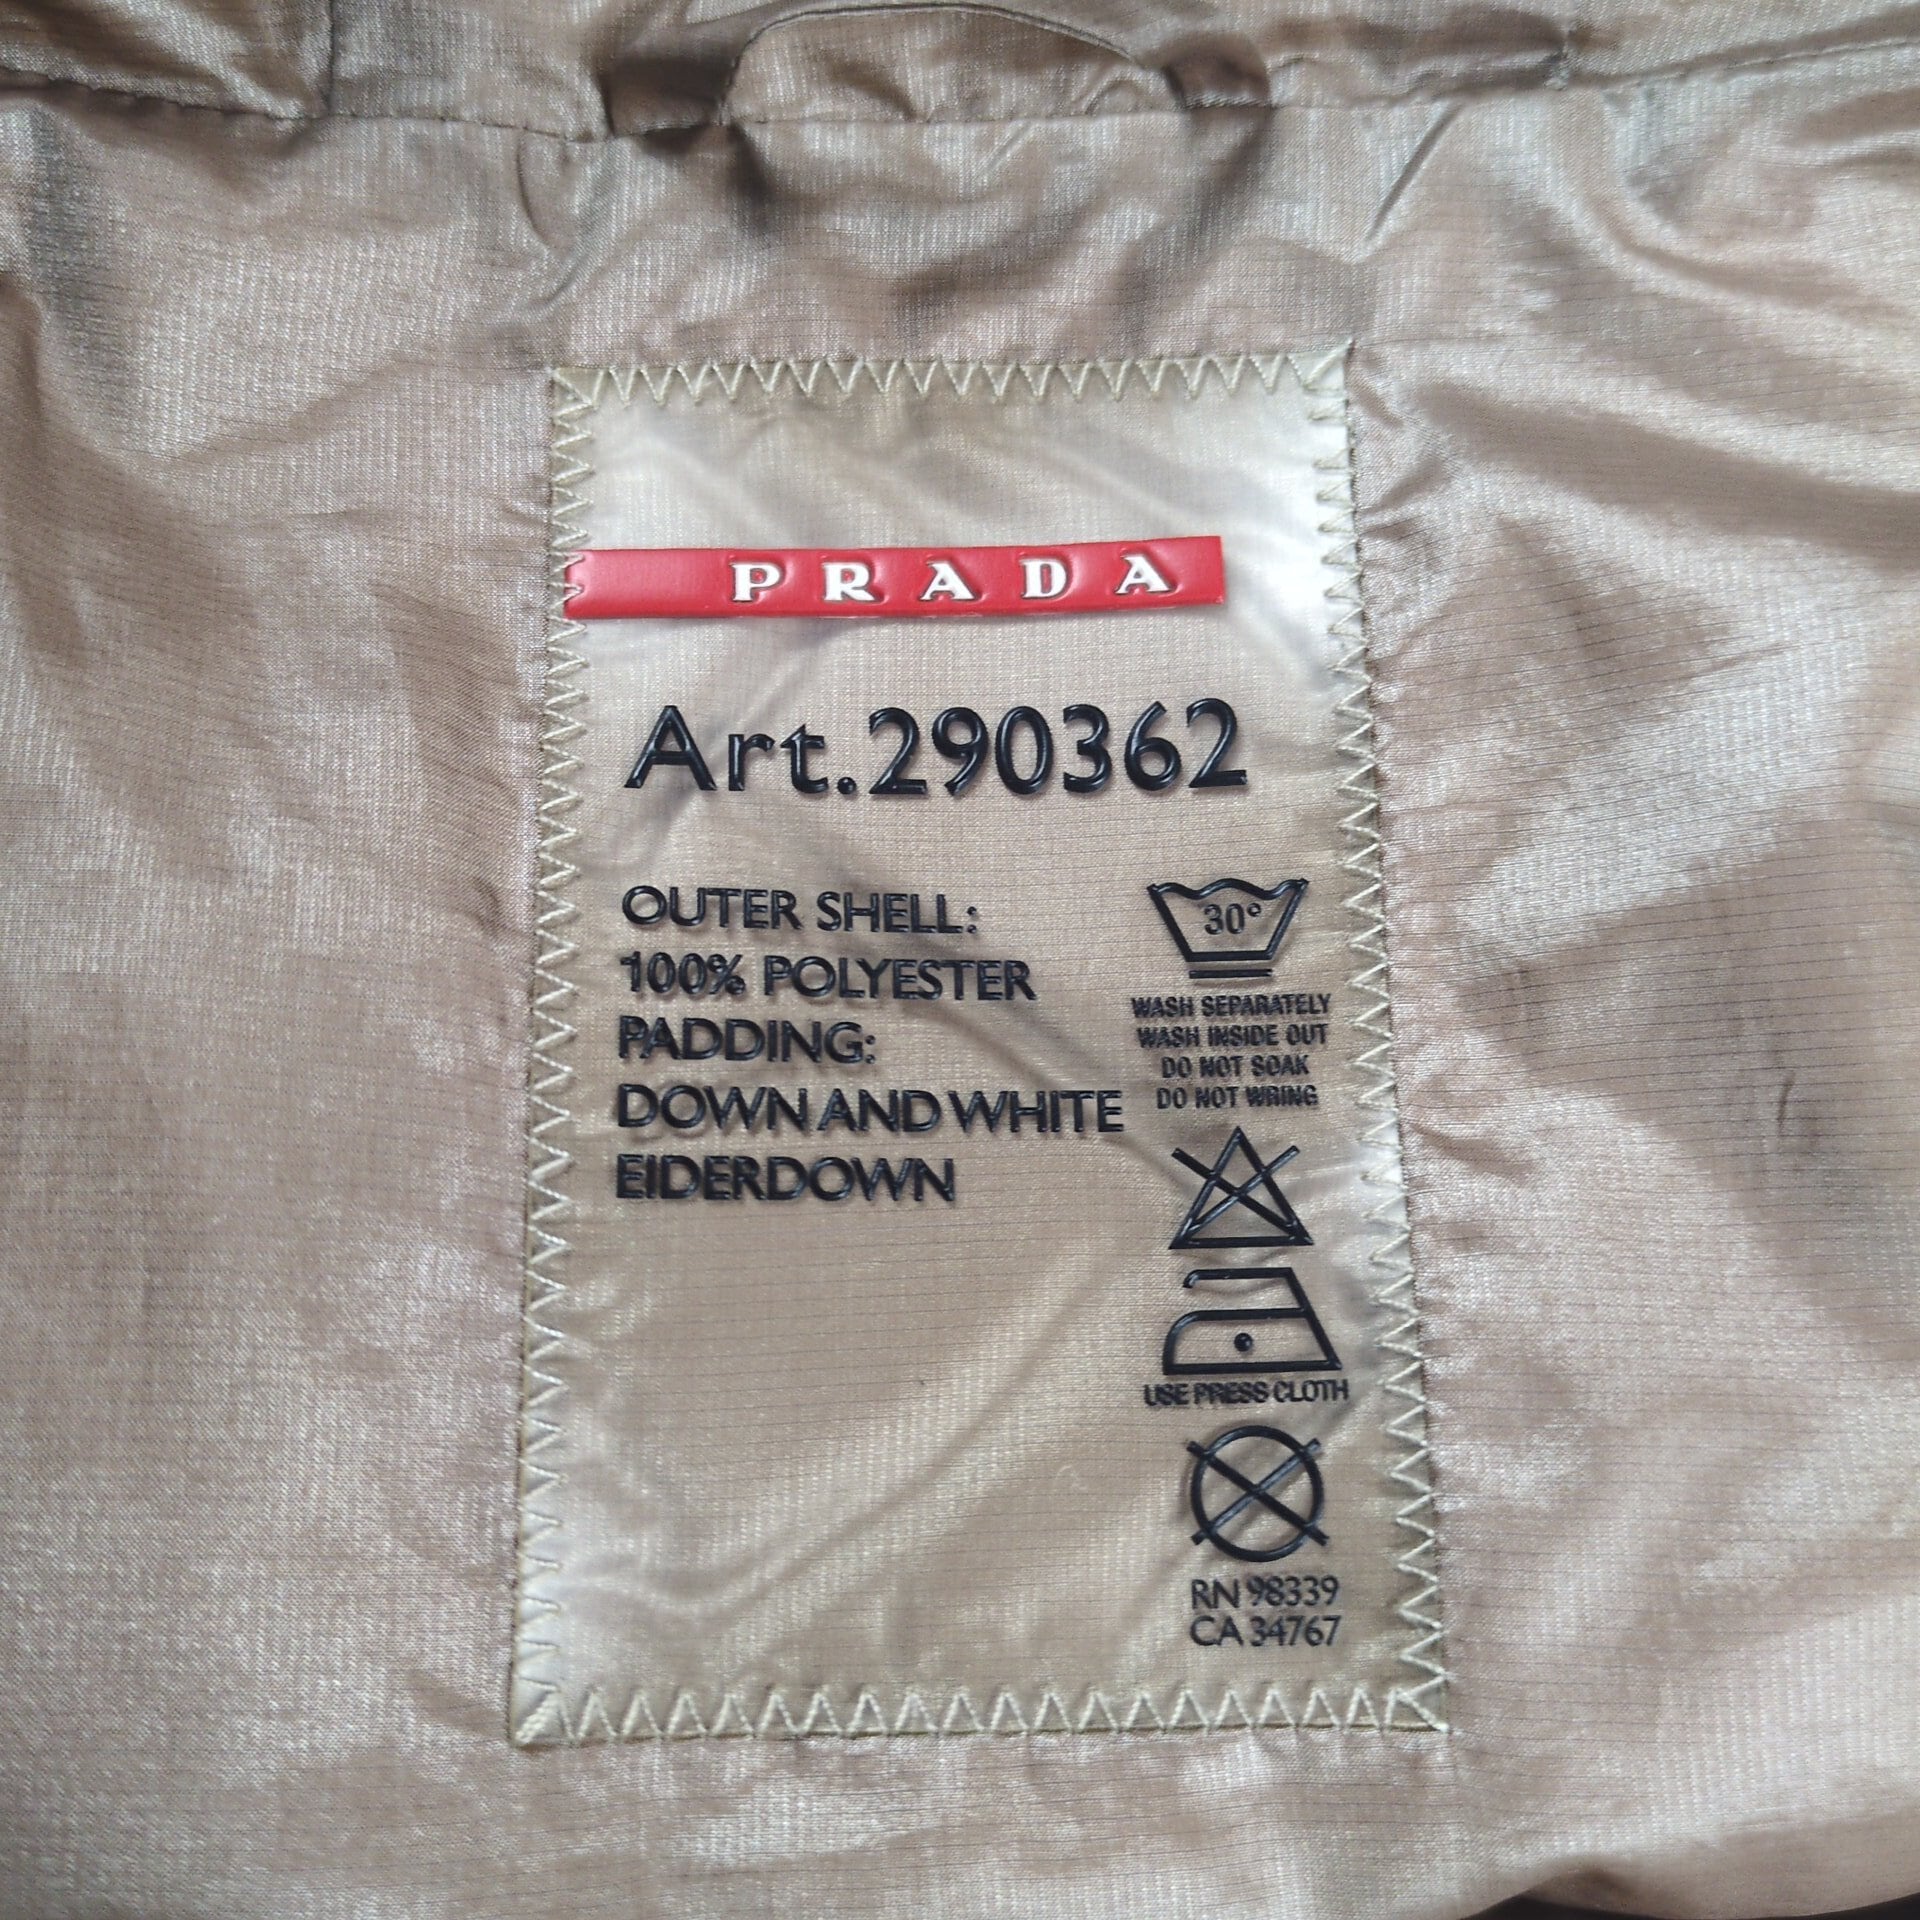 PRADA
Art.290362
OUTER SHELL:
100% POLYESTER
PADDING:
DOWN AND WHITE
EIDERDOWN
30°
WASH SEPARATELY
WASH INSIDE OUT
DO NOT SOAK
DO NOT WRING
USE PRESS CLOTH
RN 98339
CA 34767